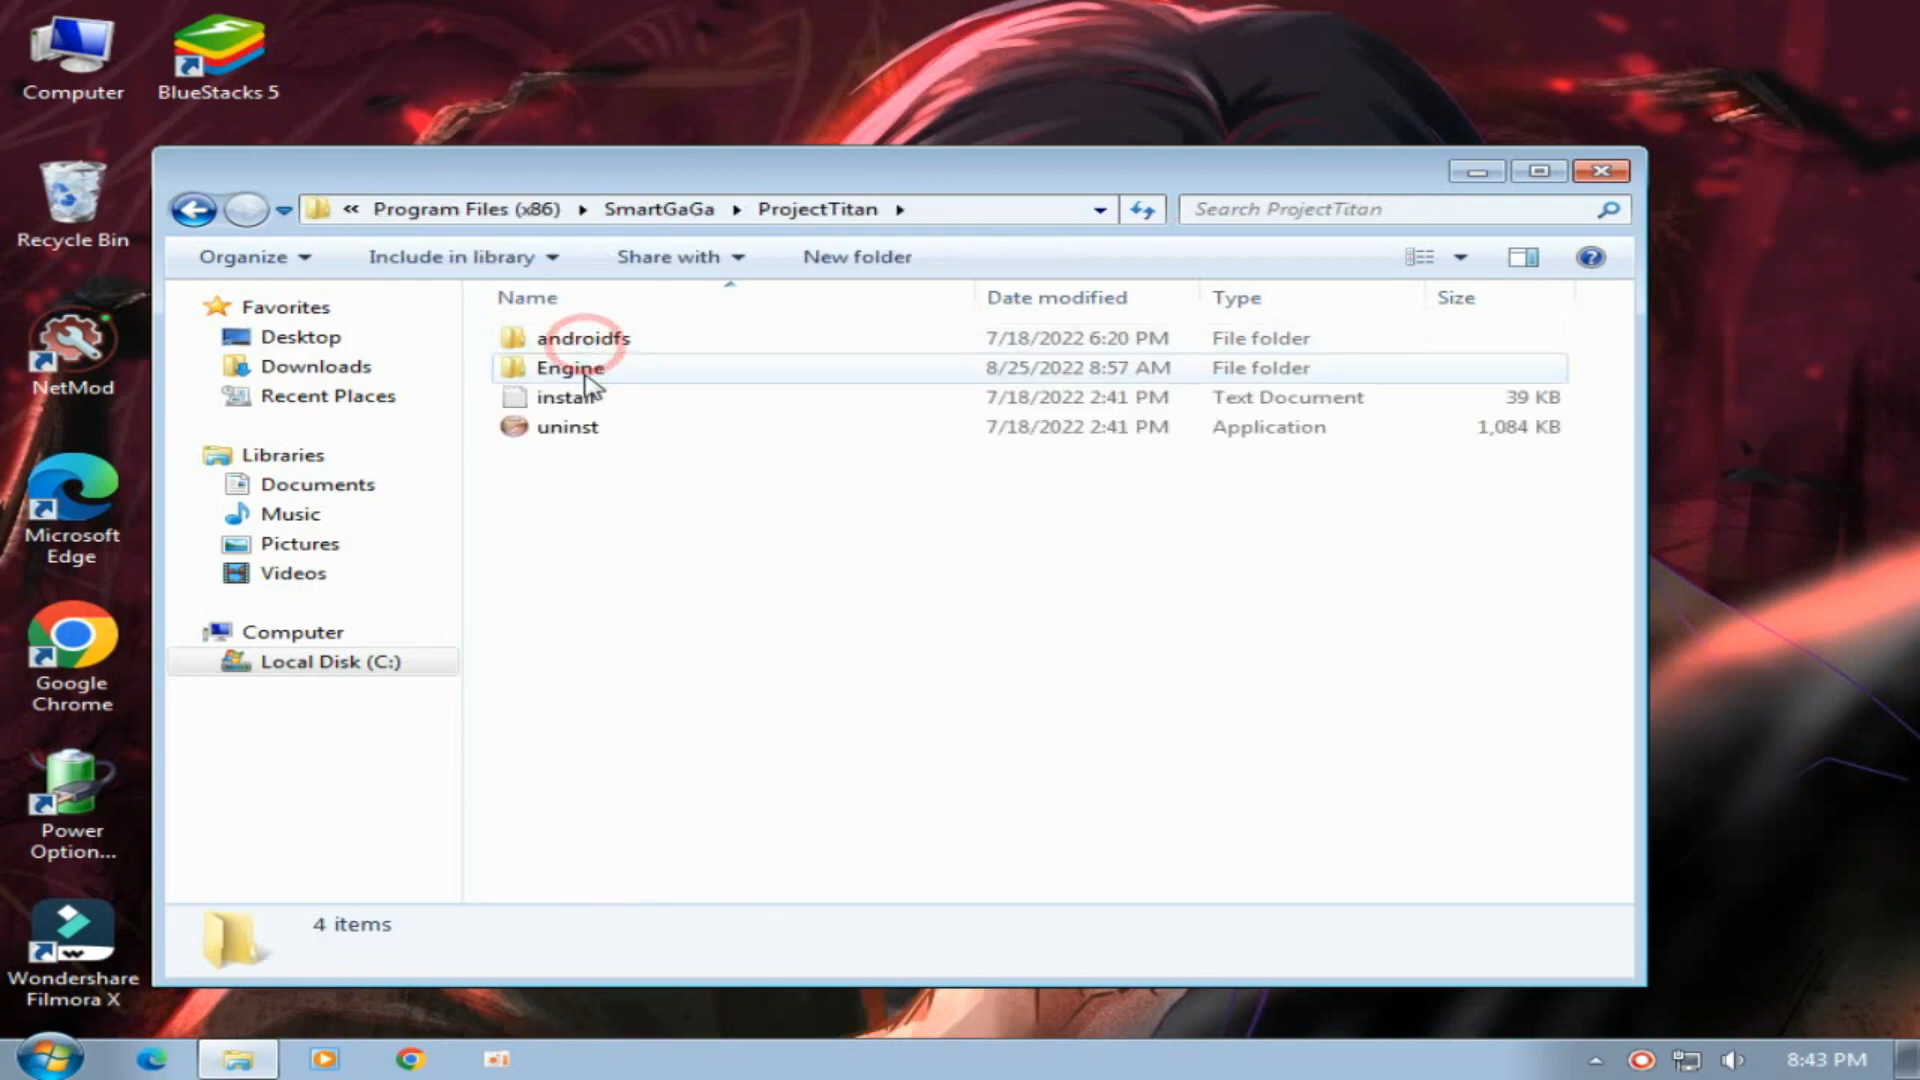 Computer
BlueStacks 5
Recycle Bin
NetMod
Microsoft
Edge
Google
Chrome
Power
Option...
Wondershare
Filmora X
« Program Files (x86) SmartGaGa ProjectTitan
Search ProjectTitan
Organize Include in library Share with New folder
Favorites
Desktop
Downloads
Recent Places
Libraries
Documents
Music
Pictures
Videos
Computer
Local Disk (C:)
Name Date modified Type Size
androidfs 7/18/2022 6:20 PM File folder
Engine 8/25/2022 8:57 AM File folder
install 7/18/2022 2:41 PM Text Document 39 KB
uninst 7/18/2022 2:41 PM Application 1,084 KB
4 items
8:43 PM